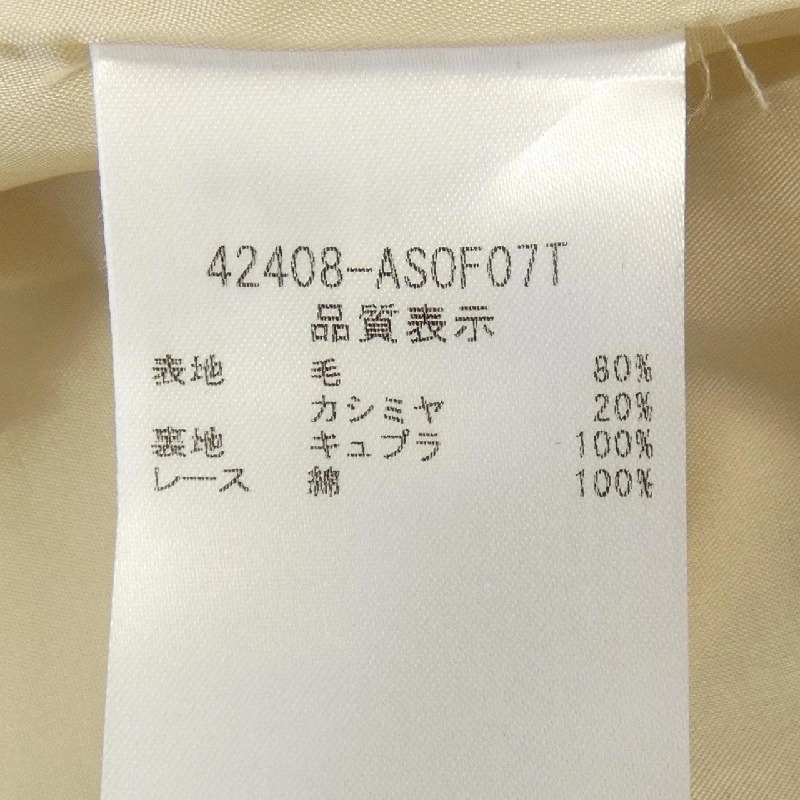 42408-ASOF07T
品質表示
表地 毛 80%
カシミヤ 20%
裏地 キュプラ 100%
レース 綿 100%